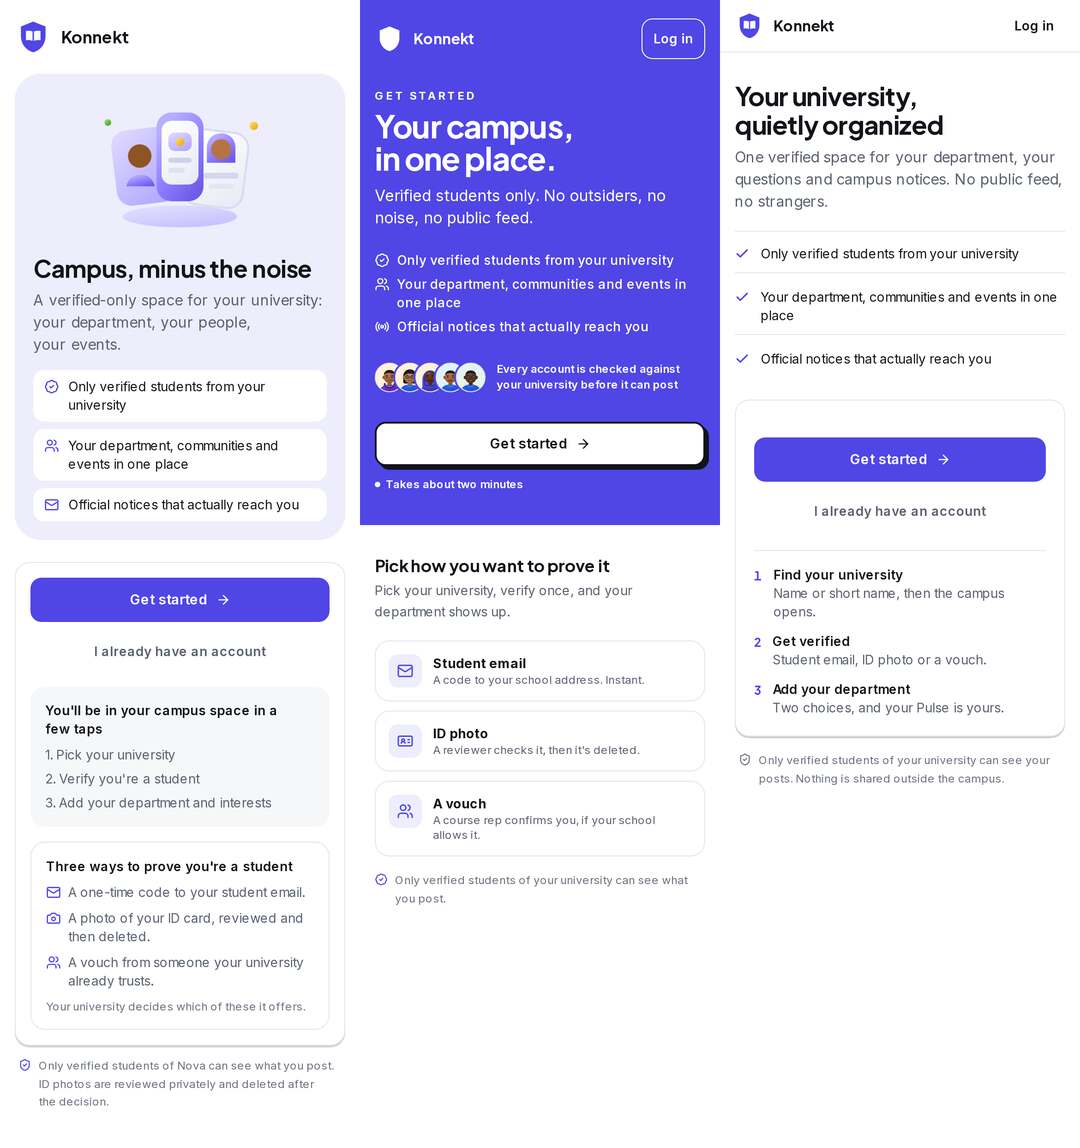 Konnekt
Campus, minus the noise
A verified-only space for your university:
your department, your people,
your events.
Only verified students from your
university
Your department, communities and
events in one place
Official notices that actually reach you
Get started
I already have an account
You'll be in your campus space in a
few taps
1. Pick your university
2. Verify you're a student
3. Add your department and interests
Three ways to prove you're a student
A one-time code to your student email.
A photo of your ID card, reviewed and
then deleted.
A vouch from someone your university
already trusts.
Your university decides which of these it offers.
Only verified students of Nova can see what you post.
ID photos are reviewed privately and deleted after
the decision.
Konnekt
Log in
GET STARTED
Your campus,
in one place.
Verified students only. No outsiders, no
noise, no public feed.
Only verified students from your university
Your department, communities and events in
one place
Official notices that actually reach you
Every account is checked against
your university before it can post
Get started
Takes about two minutes
Pick how you want to prove it
Pick your university, verify once, and your
department shows up.
Student email
A code to your school address. Instant.
ID photo
A reviewer checks it, then it's deleted.
A vouch
A course rep confirms you, if your school
allows it.
Only verified students of your university can see what
you post.
Konnekt
Log in
Your university,
quietly organized
One verified space for your department, your
questions and campus notices. No public feed,
no strangers.
Only verified students from your university
Your department, communities and events in one
place
Official notices that actually reach you
Get started
I already have an account
1 Find your university
Name or short name, then the campus
opens.
2 Get verified
Student email, ID photo or a vouch.
3 Add your department
Two choices, and your Pulse is yours.
Only verified students of your university can see your
posts. Nothing is shared outside the campus.